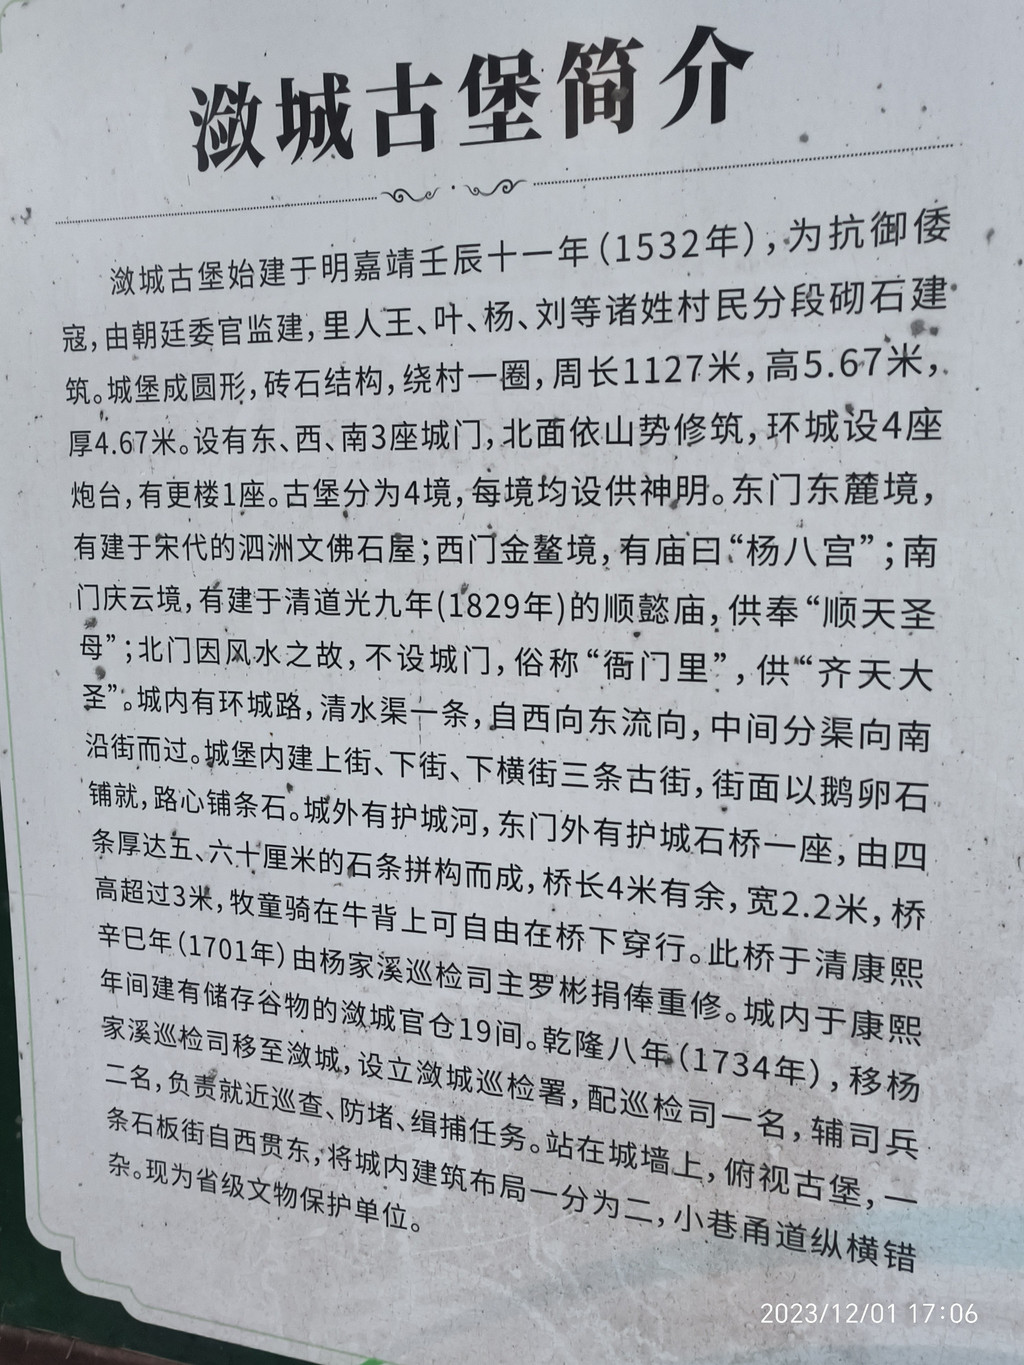 潋城古堡简介
潋城古堡始建于明嘉靖壬辰十一年（1532年），为抗御倭
寇，由朝廷委官监建，里人王、叶、杨、刘等诸姓村民分段砌石建
筑。城堡成圆形，砖石结构，绕村一圈，周长1127米，高5.67米，
厚4.67米。设有东、西、南3座城门，北面依山势修筑，环城设4座
炮台，有更楼1座。古堡分为4境，每境均设供神明。东门东麓境，
有建于宋代的泗洲文佛石屋；西门金鳌境，有庙曰“杨八宫”；南
门庆云境，有建于清道光九年(1829年)的顺懿庙，供奉“顺天圣
母”；北门因风水之故，不设城门，俗称“衙门里”，供“齐天大
圣”。城内有环城路，清水渠一条，自西向东流向，中间分渠向南
沿街而过。城堡内建上街、下街、下横街三条古街，街面以鹅卵石
铺就，路心铺条石。城外有护城河，东门外有护城石桥一座，由四
条厚达五、六十厘米的石条拼构而成，桥长4米有余，宽2.2米，桥
高超过3米，牧童骑在牛背上可自由在桥下穿行。此桥于清康熙
辛巳年（1701年）由杨家溪巡检司主罗彬捐俸重修。城内于康熙
年间建有储存谷物的潋城官仓19间。乾隆八年（1734年），移杨
家溪巡检司移至潋城，设立潋城巡检署，配巡检司一名，辅司兵
二名，负责就近巡查、防堵、缉捕任务。站在城墙上，俯视古堡，一
条石板街自西贯东，将城内建筑布局一分为二，小巷甬道纵横错
杂。现为省级文物保护单位。
2023/12/01 17:06